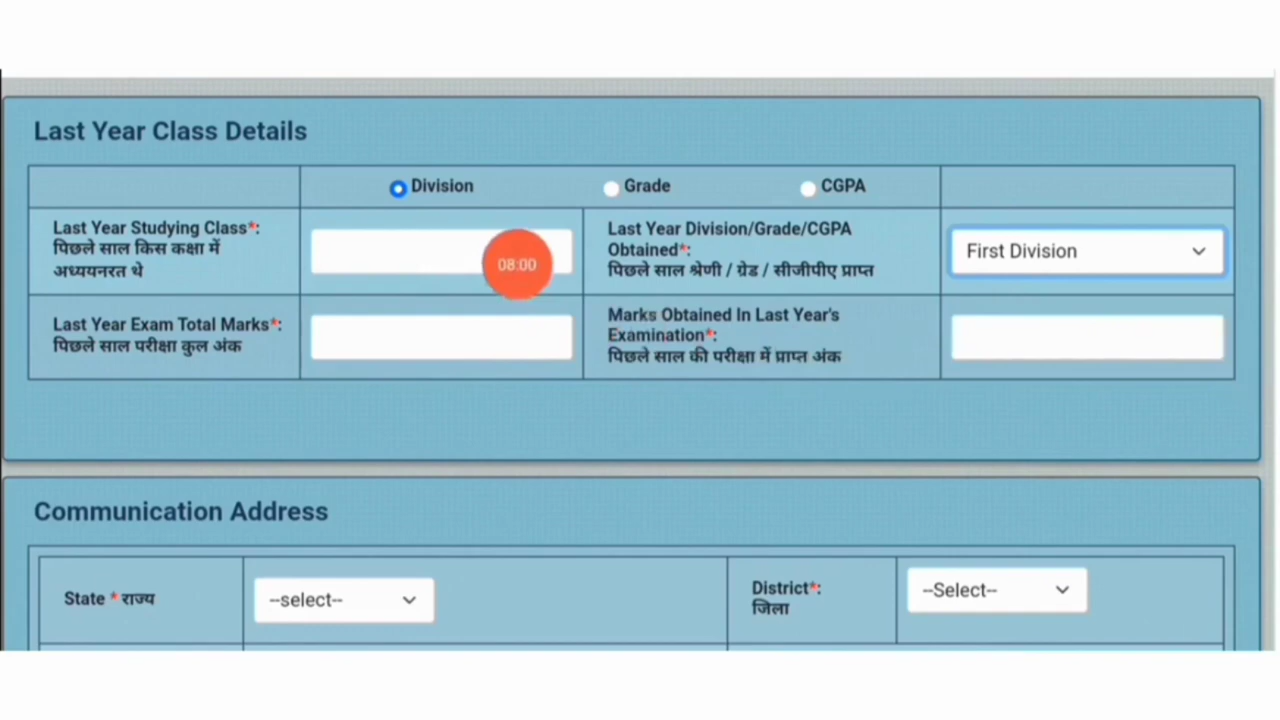 Last Year Class Details
Division
Grade
CGPA
Last Year Studying Class*:
पिछले साल किस कक्षा में
अध्ययनरत थे
08:00
Last Year Division/Grade/CGPA
Obtained*:
पिछले साल श्रेणी / ग्रेड / सीजीपीए प्राप्त
First Division
Last Year Exam Total Marks*:
पिछले साल परीक्षा कुल अंक
Marks Obtained In Last Year's
Examination*:
पिछले साल की परीक्षा में प्राप्त अंक
Communication Address
State * राज्य
--select--
District*:
जिला
--Select--